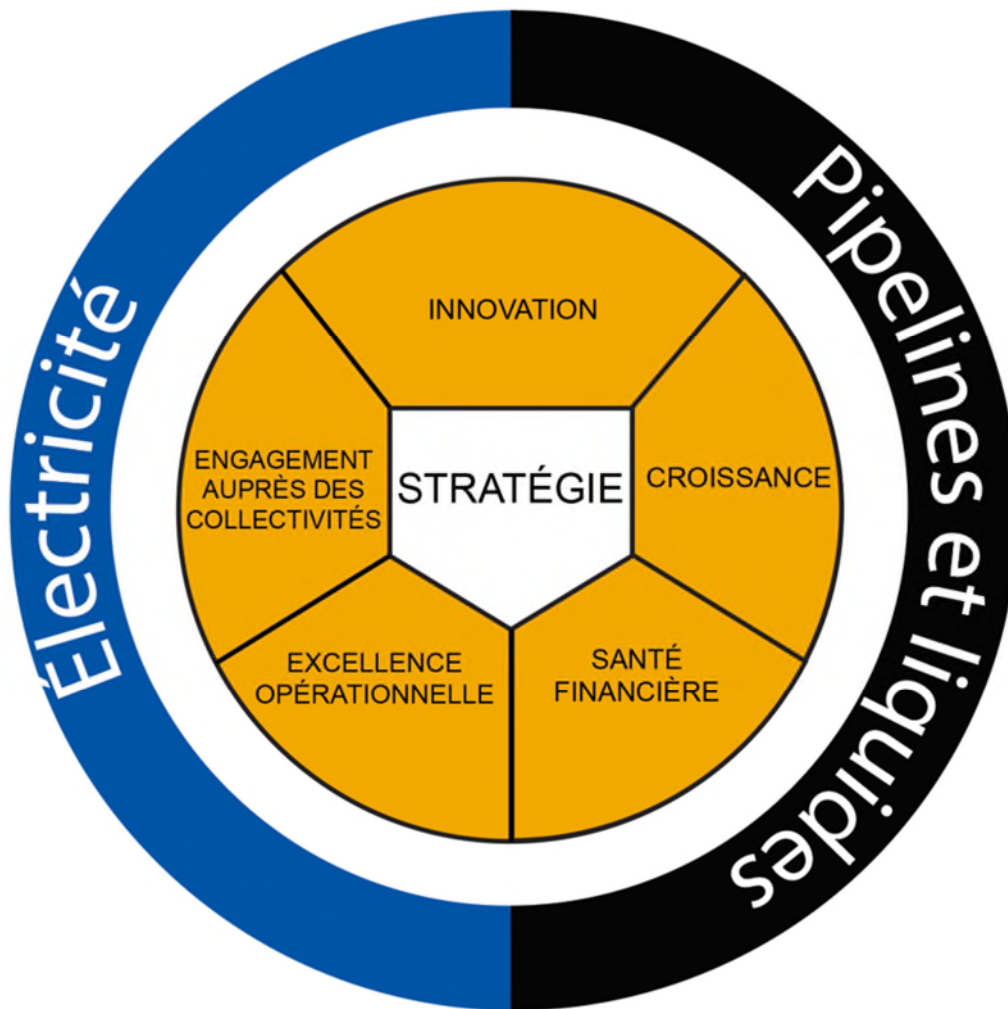 Électricité
Pipelines et liquides
INNOVATION
ENGAGEMENT
AUPRÈS DES
COLLECTIVITÉS
STRATÉGIE
CROISSANCE
EXCELLENCE
OPÉRATIONNELLE
SANTÉ
FINANCIÈRE